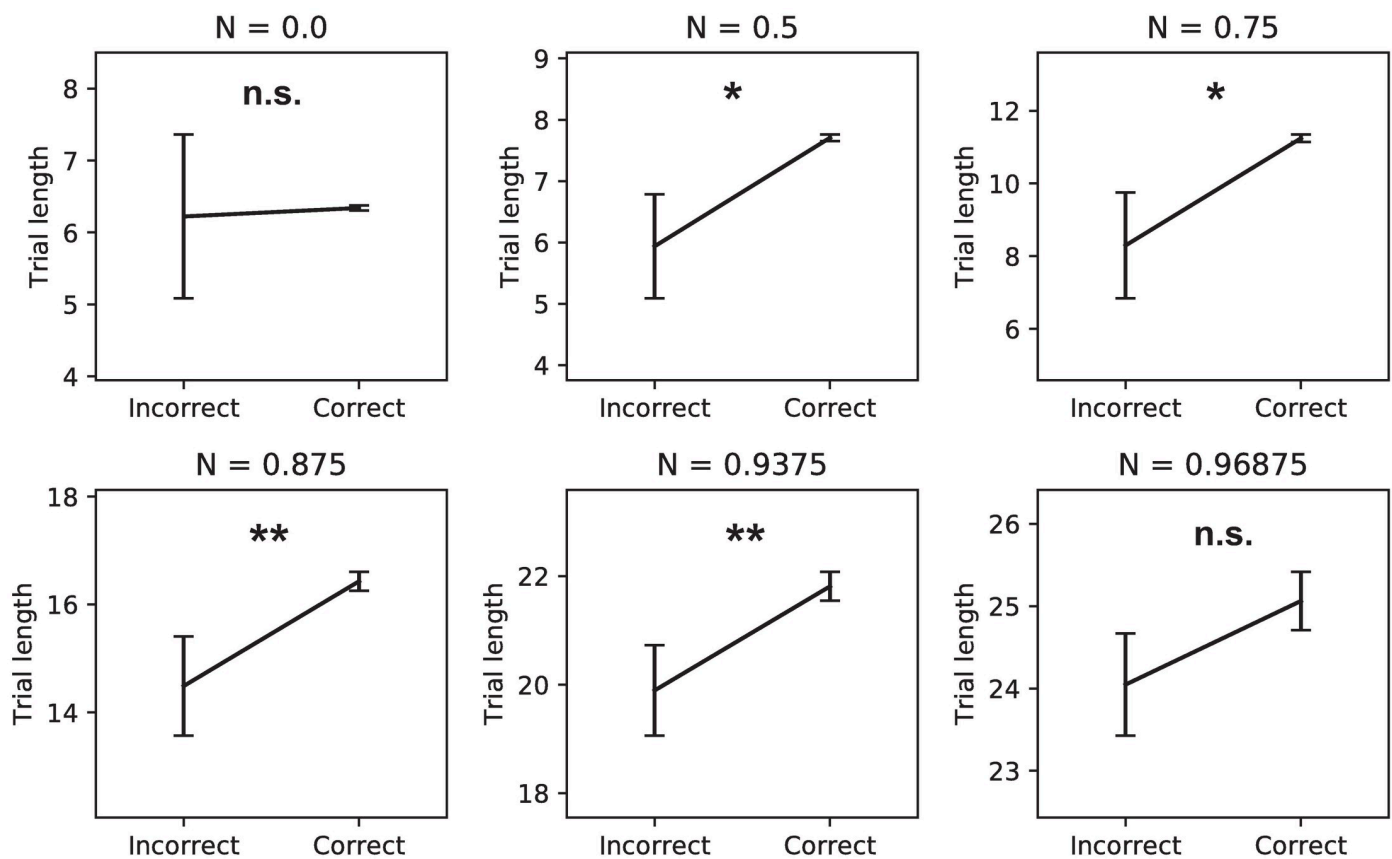 N = 0.0
n.s.
Trial length
8
7
6
5
4
Incorrect Correct
N = 0.5
*
Trial length
9
8
7
6
5
4
Incorrect Correct
N = 0.75
*
Trial length
12
10
8
6
Incorrect Correct
N = 0.875
**
Trial length
18
16
14
Incorrect Correct
N = 0.9375
**
Trial length
22
20
18
Incorrect Correct
N = 0.96875
n.s.
Trial length
26
25
24
23
Incorrect Correct